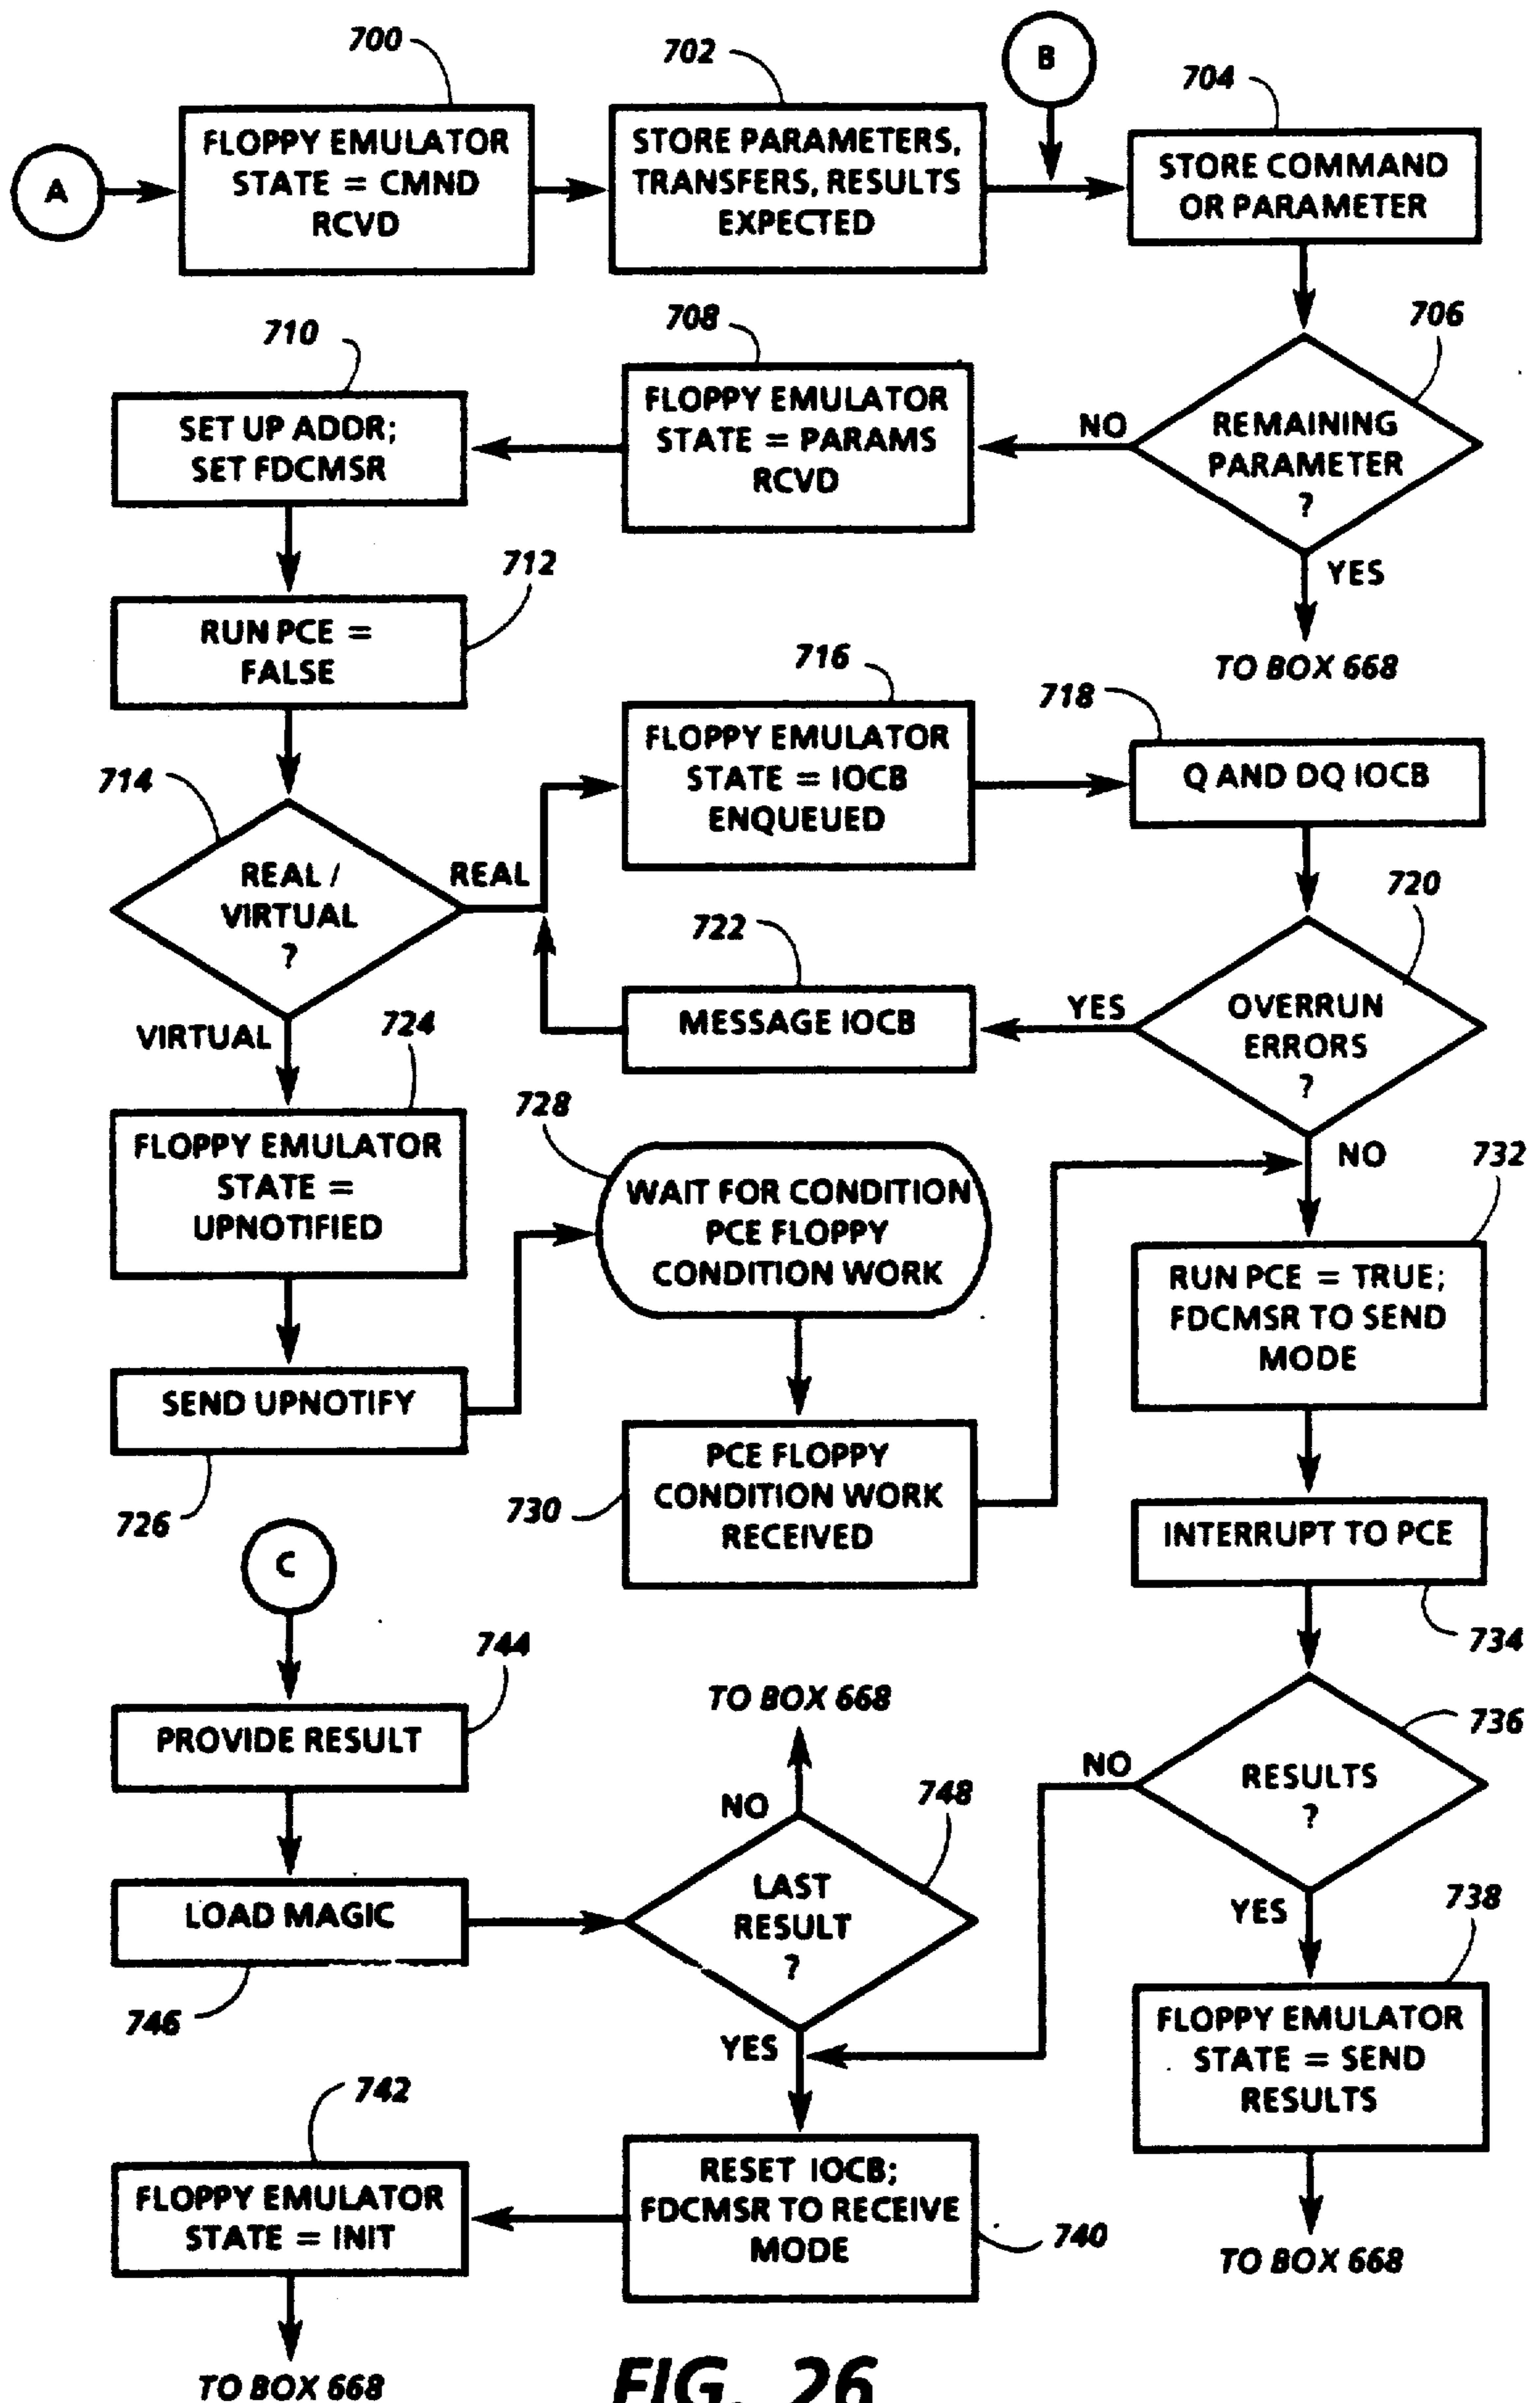 700
702
B
704
A
FLOPPY EMULATOR
STATE = CMND
RCVD
STORE PARAMETERS,
TRANSFERS, RESULTS
EXPECTED
STORE COMMAND
OR PARAMETER
710
708
706
SET UP ADDR;
SET FDCMSR
FLOPPY EMULATOR
STATE = PARAMS
RCVD
NO
REMAINING
PARAMETER
?
YES
TO BOX 668
712
RUN PCE =
FALSE
714
REAL /
VIRTUAL
?
REAL
VIRTUAL
716
FLOPPY EMULATOR
STATE = IOCB
ENQUEUED
718
Q AND DQ IOCB
720
OVERRUN
ERRORS
?
YES
NO
722
MESSAGE IOCB
724
FLOPPY EMULATOR
STATE =
UPNOTIFIED
SEND UPNOTIFY
726
728
WAIT FOR CONDITION
PCE FLOPPY
CONDITION WORK
730
PCE FLOPPY
CONDITION WORK
RECEIVED
732
RUN PCE = TRUE;
FDCMSR TO SEND
MODE
INTERRUPT TO PCE
734
736
RESULTS
?
NO
YES
738
FLOPPY EMULATOR
STATE = SEND
RESULTS
TO BOX 668
C
744
PROVIDE RESULT
LOAD MAGIC
746
TO BOX 668
NO
748
LAST
RESULT
?
YES
RESET IOCB;
FDCMSR TO RECEIVE
MODE
740
742
FLOPPY EMULATOR
STATE = INIT
TO BOX 668
FIG. 26